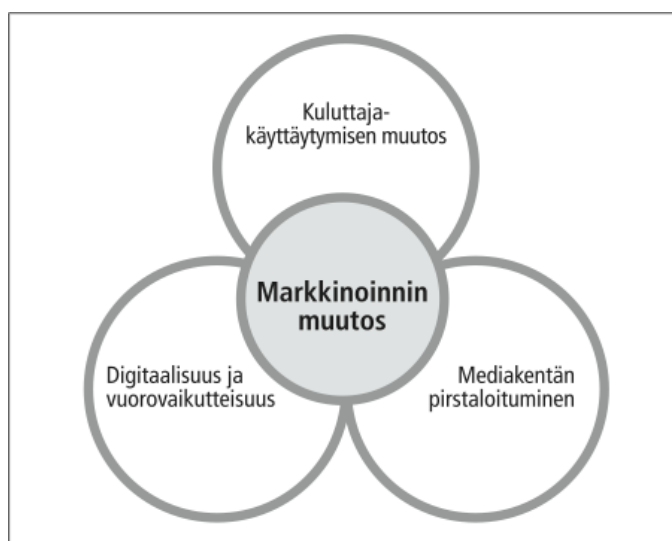 Kuluttaja-
käyttäytymisen muutos
Markkinoinnin
muutos
Digitaalisuus ja
vuorovaikutteisuus
Mediakentän
pirstaloituminen